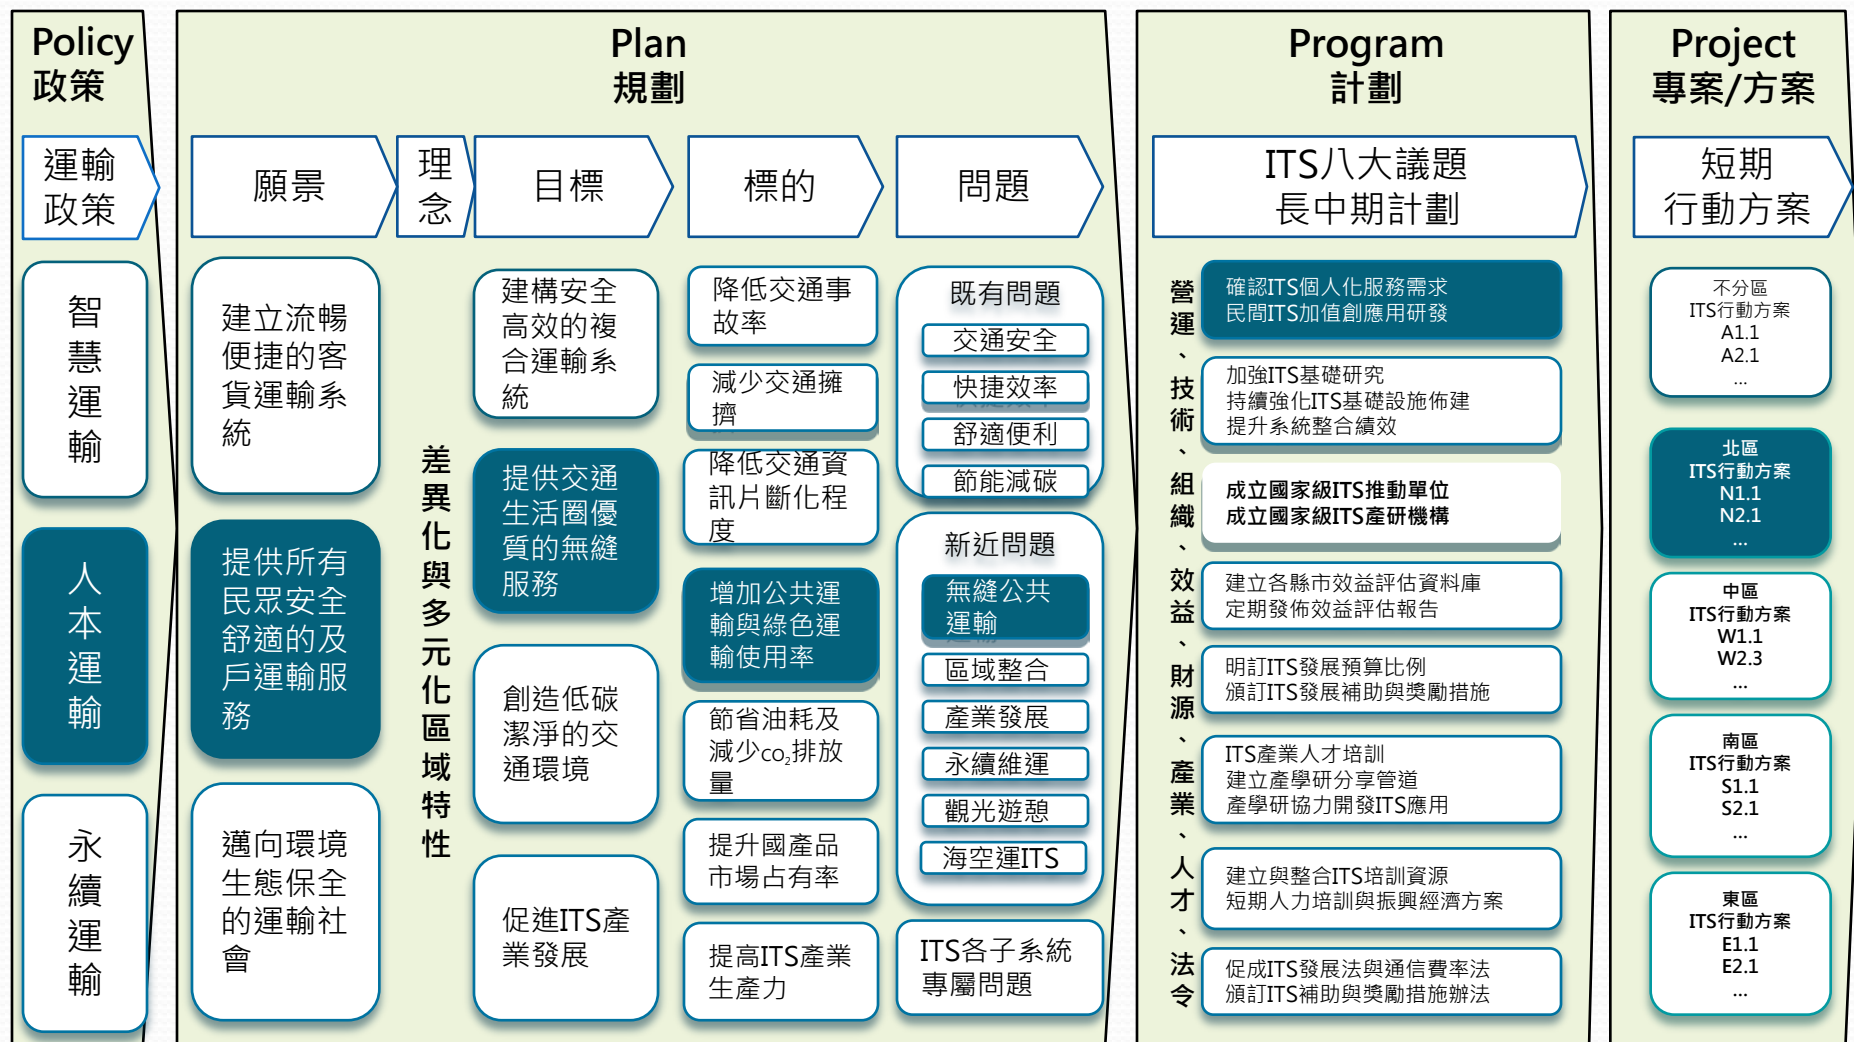 Policy
政策
運輸
政策
智
慧
運
輸
人
本
運
輸
永
續
運
輸
Plan
規劃
願景
建立流暢
便捷的客
貨運輸系
統
提供所有
民眾安全
舒適的及
戶運輸服
務
邁向環境
生態保全
的運輸社
會
理
念
差
異
化
與
多
元
化
區
域
特
性
目標
建構安全
高效的複
合運輸系
統
提供交通
生活圈優
質的無縫
服務
創造低碳
潔淨的交
通環境
促進ITS產
業發展
標的
降低交通事
故率
減少交通擁
擠
降低交通資
訊片斷化程
度
增加公共運
輸與綠色運
輸使用率
節省油耗及
減少CO₂排放
量
提升國產品
市場占有率
提高ITS產業
生產力
問題
既有問題
交通安全
快捷效率
舒適便利
節能減碳
新近問題
無縫公共
運輸
區域整合
產業發展
永續維運
觀光遊憩
海空運ITS
ITS各子系統
專屬問題
Program
計劃
ITS八大議題
長中期計劃
營
運
、
技
術
、
組
織
、
效
益
、
財
源
、
產
業
、
人
才
、
法
令
確認ITS個人化服務需求
民間ITS加值創應用研發
加強ITS基礎研究
持續強化ITS基礎設施佈建
提升系統整合績效
成立國家級ITS推動單位
成立國家級ITS產研機構
建立各縣市效益評估資料庫
定期發佈效益評估報告
明訂ITS發展預算比例
頒訂ITS發展補助與獎勵措施
ITS產業人才培訓
建立產學研分享管道
產學研協力開發ITS應用
建立與整合ITS培訓資源
短期人力培訓與振興經濟方案
促成ITS發展法與通信費率法
頒訂ITS補助與獎勵措施辦法
Project
專案/方案
短期
行動方案
不分區
ITS行動方案
A1.1
A2.1
...
北區
ITS行動方案
N1.1
N2.1
...
中區
ITS行動方案
W1.1
W2.3
...
南區
ITS行動方案
S1.1
S2.1
...
東區
ITS行動方案
E1.1
E2.1
...